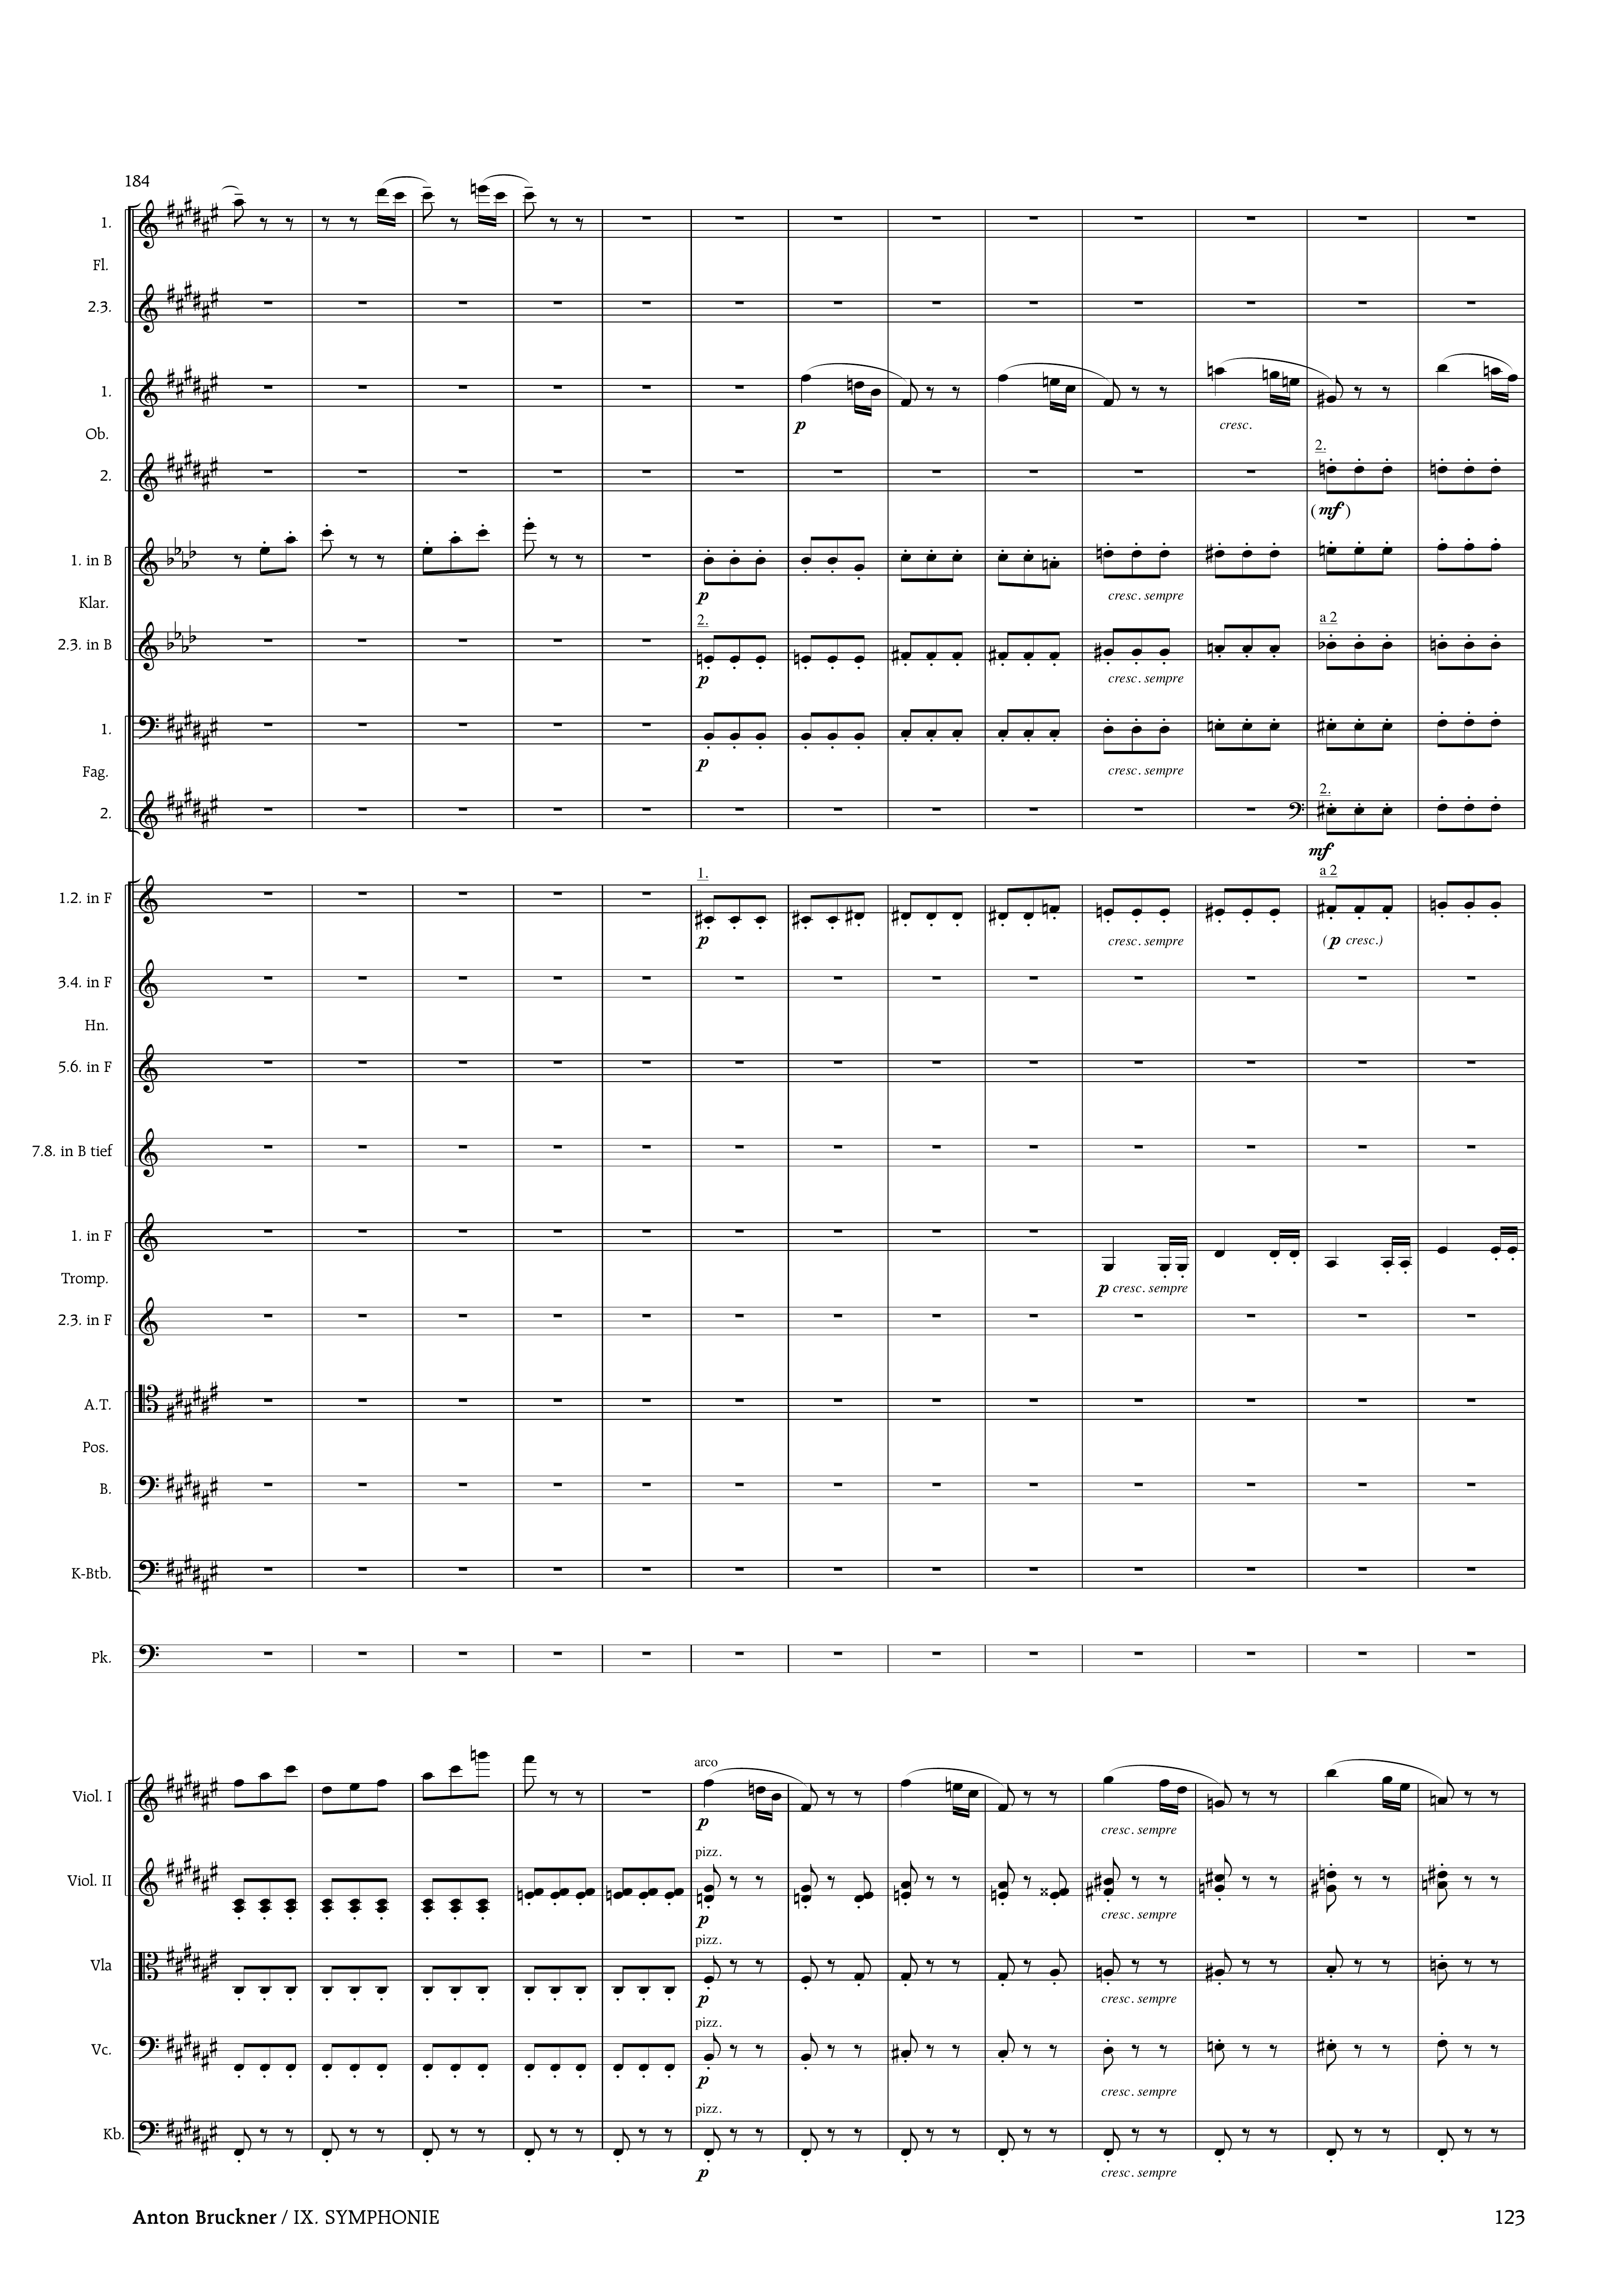 184
1.
Fl.
2.3.
1.
Ob.
2.
2.
(mf)
cresc.
p
1. in B
p
cresc. sempre
Klar.
2.
a 2
2.3. in B
p
cresc. sempre
1.
p
cresc. sempre
Fag.
2.
2.
mf
1.
a 2
1.2. in F
p
cresc. sempre
(p cresc.)
3.4. in F
Hn.
5.6. in F
7.8. in B tief
1. in F
Tromp.
p cresc. sempre
2.3. in F
A.T.
Pos.
B.
K-Btb.
Pk.
arco
Viol. I
p
cresc. sempre
pizz.
Viol. II
p
cresc. sempre
pizz.
Vla
p
cresc. sempre
pizz.
Vc.
p
cresc. sempre
pizz.
Kb.
p
cresc. sempre
Anton Bruckner / IX. SYMPHONIE 123